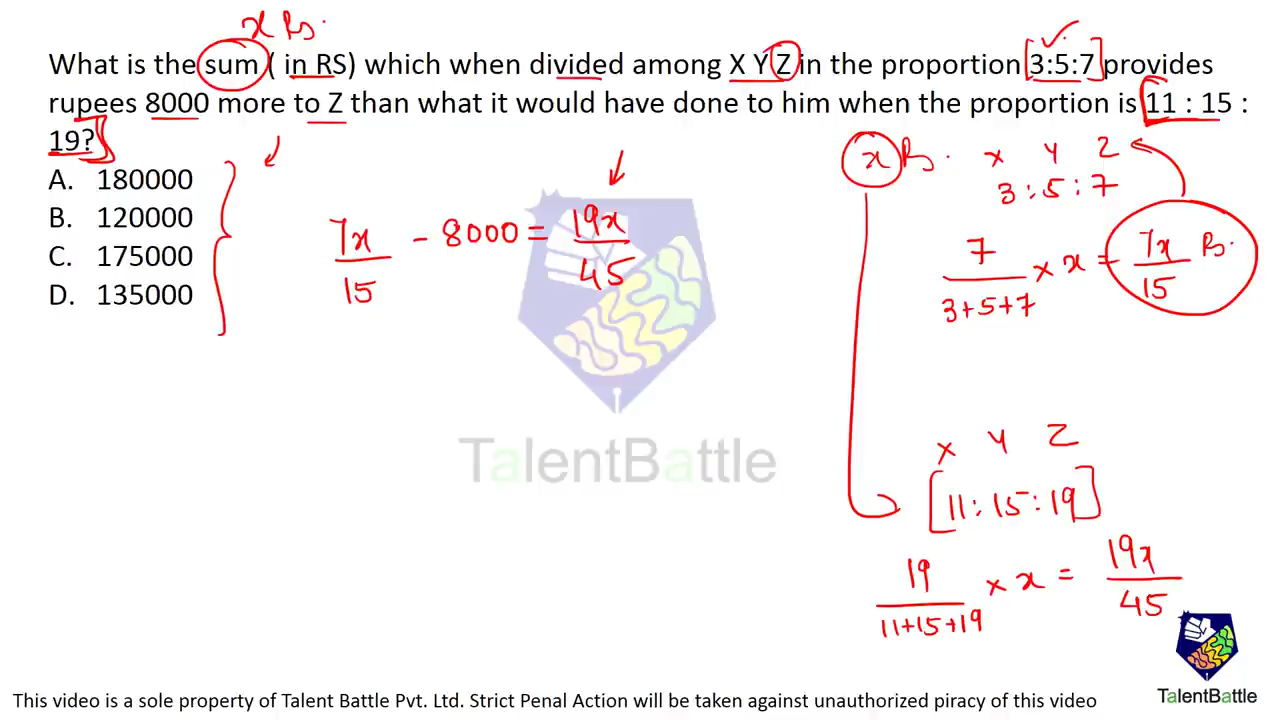 x Rs.
What is the sum ( in RS) which when divided among X Y Z in the proportion 3:5:7 provides
rupees 8000 more to Z than what it would have done to him when the proportion is 11 : 15 :
19?
A. 180000
B. 120000
C. 175000
D. 135000
7x/15 - 8000 = 19x/45
x Rs. X Y Z
3 : 5 : 7
7/3+5+7 × x = 7x/15 Rs.
X Y Z
[11 : 15 : 19]
19/11+15+19 × x = 19x/45
TalentBattle
TalentBattle
This video is a sole property of Talent Battle Pvt. Ltd. Strict Penal Action will be taken against unauthorized piracy of this video